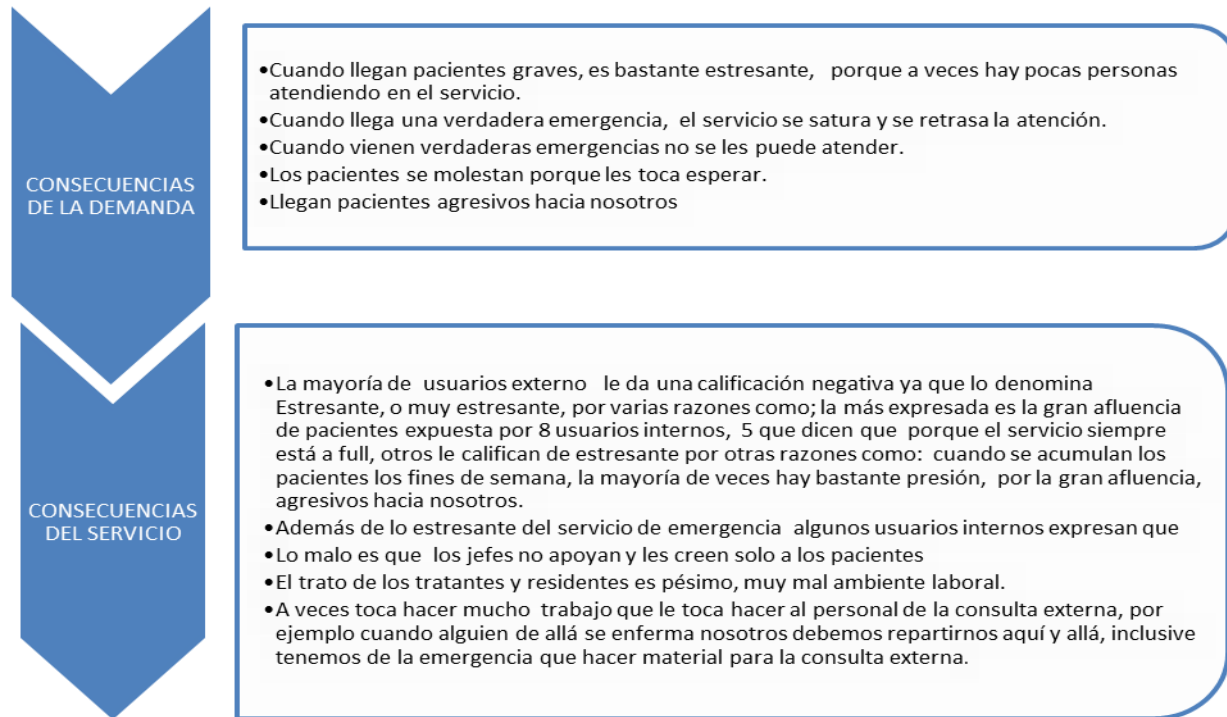 CONSECUENCIAS
DE LA DEMANDA
•Cuando llegan pacientes graves, es bastante estresante, porque a veces hay pocas personas
atendiendo en el servicio.
•Cuando llega una verdadera emergencia, el servicio se satura y se retrasa la atención.
•Cuando vienen verdaderas emergencias no se les puede atender.
•Los pacientes se molestan porque les toca esperar.
•Llegan pacientes agresivos hacia nosotros
CONSECUENCIAS
DEL SERVICIO
•La mayoría de usuarios externo le da una calificación negativa ya que lo denomina
Estresante, o muy estresante, por varias razones como; la más expresada es la gran afluencia
de pacientes expuesta por 8 usuarios internos, 5 que dicen que porque el servicio siempre
está a full, otros le califican de estresante por otras razones como: cuando se acumulan los
pacientes los fines de semana, la mayoría de veces hay bastante presión, por la gran afluencia,
agresivos hacia nosotros.
•Además de lo estresante del servicio de emergencia algunos usuarios internos expresan que
•Lo malo es que los jefes no apoyan y les creen solo a los pacientes
•El trato de los tratantes y residentes es pésimo, muy mal ambiente laboral.
•A veces toca hacer mucho trabajo que le toca hacer al personal de la consulta externa, por
ejemplo cuando alguien de allá se enferma nosotros debemos repartirnos aquí y allá, inclusive
tenemos de la emergencia que hacer material para la consulta externa.